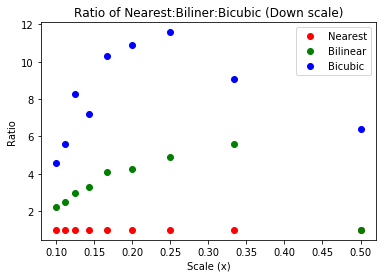 Ratio of Nearest:Biliner:Bicubic (Down scale)
Nearest
Bilinear
Bicubic
12
10
8
6
4
2
Ratio
0.10 0.15 0.20 0.25 0.30 0.35 0.40 0.45 0.50
Scale (x)